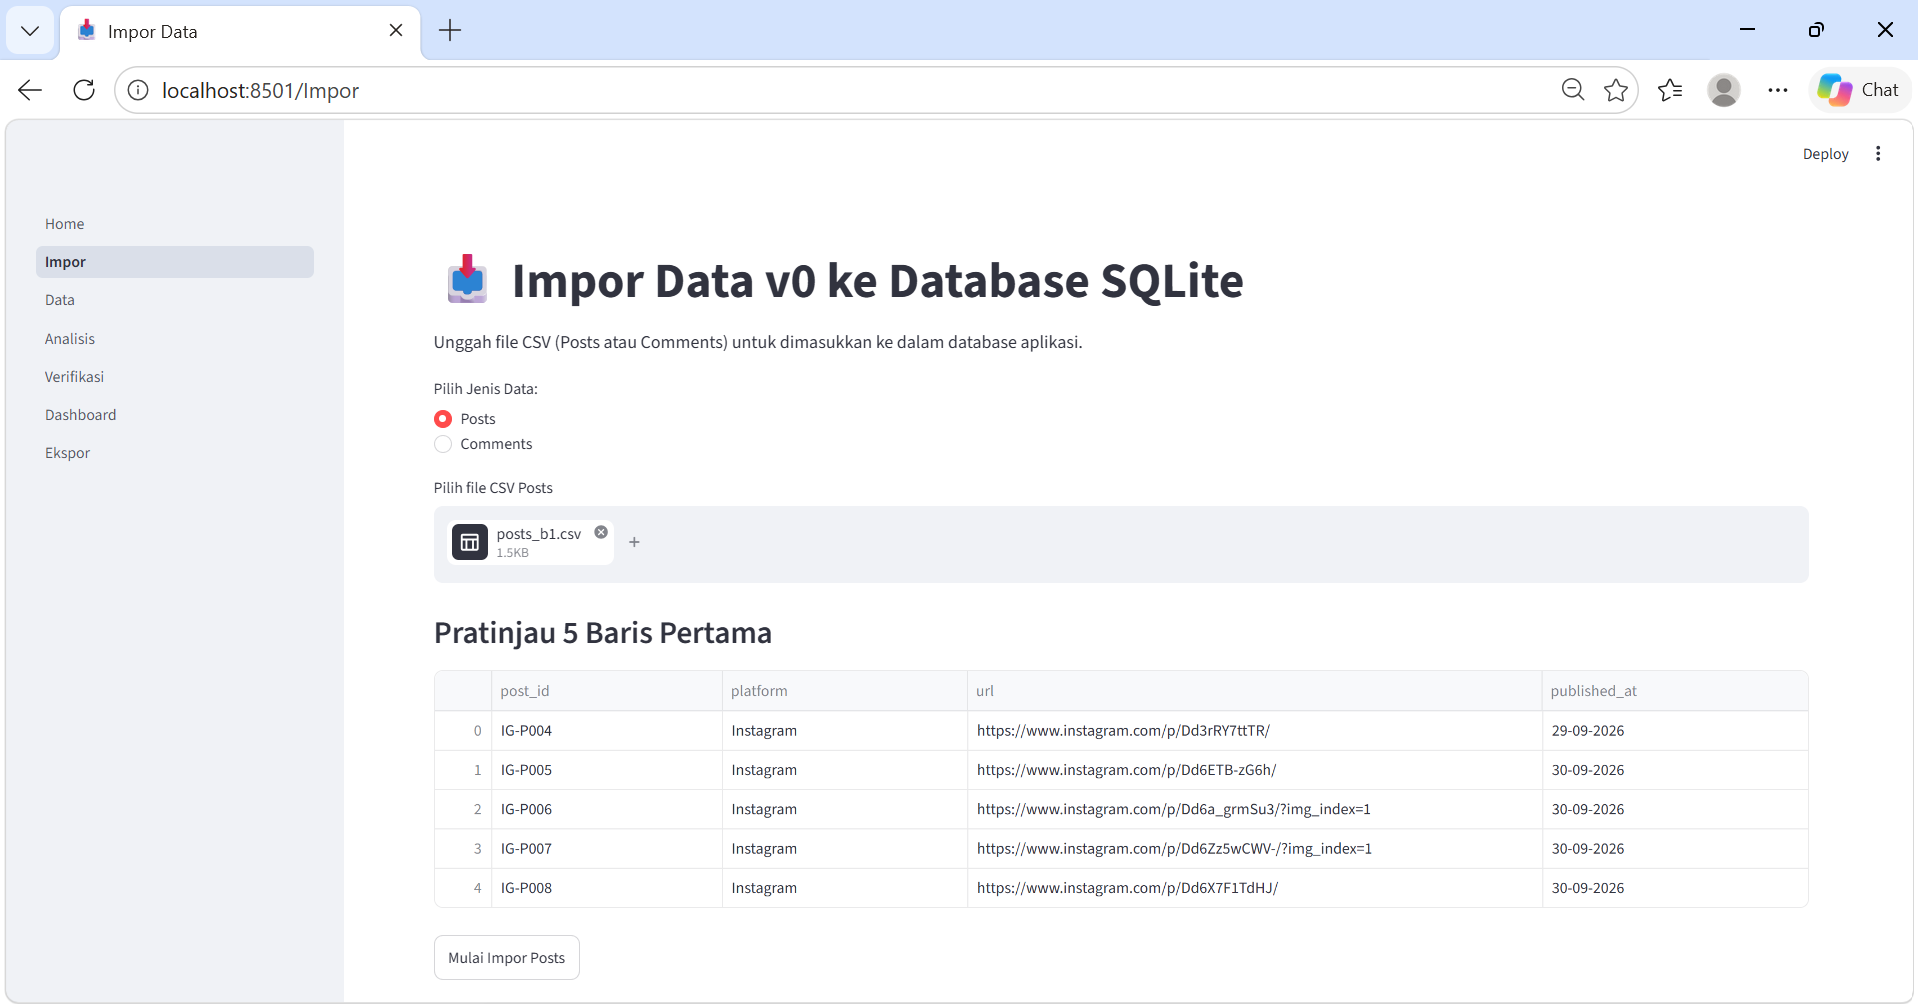 Impor Data
localhost:8501/Impor
Chat
Deploy
Home
Impor
Data
Analisis
Verifikasi
Dashboard
Ekspor
Impor Data v0 ke Database SQLite
Unggah file CSV (Posts atau Comments) untuk dimasukkan ke dalam database aplikasi.
Pilih Jenis Data:
Posts
Comments
Pilih file CSV Posts
posts_b1.csv
1.5KB
Pratinjau 5 Baris Pertama
post_id platform url published_at
0 IG-P004 Instagram https://www.instagram.com/p/Dd3rRY7ttTR/ 29-09-2026
1 IG-P005 Instagram https://www.instagram.com/p/Dd6ETB-zG6h/ 30-09-2026
2 IG-P006 Instagram https://www.instagram.com/p/Dd6a_grmSu3/?img_index=1 30-09-2026
3 IG-P007 Instagram https://www.instagram.com/p/Dd6Zz5wCWV-/?img_index=1 30-09-2026
4 IG-P008 Instagram https://www.instagram.com/p/Dd6X7F1TdHJ/ 30-09-2026
Mulai Impor Posts